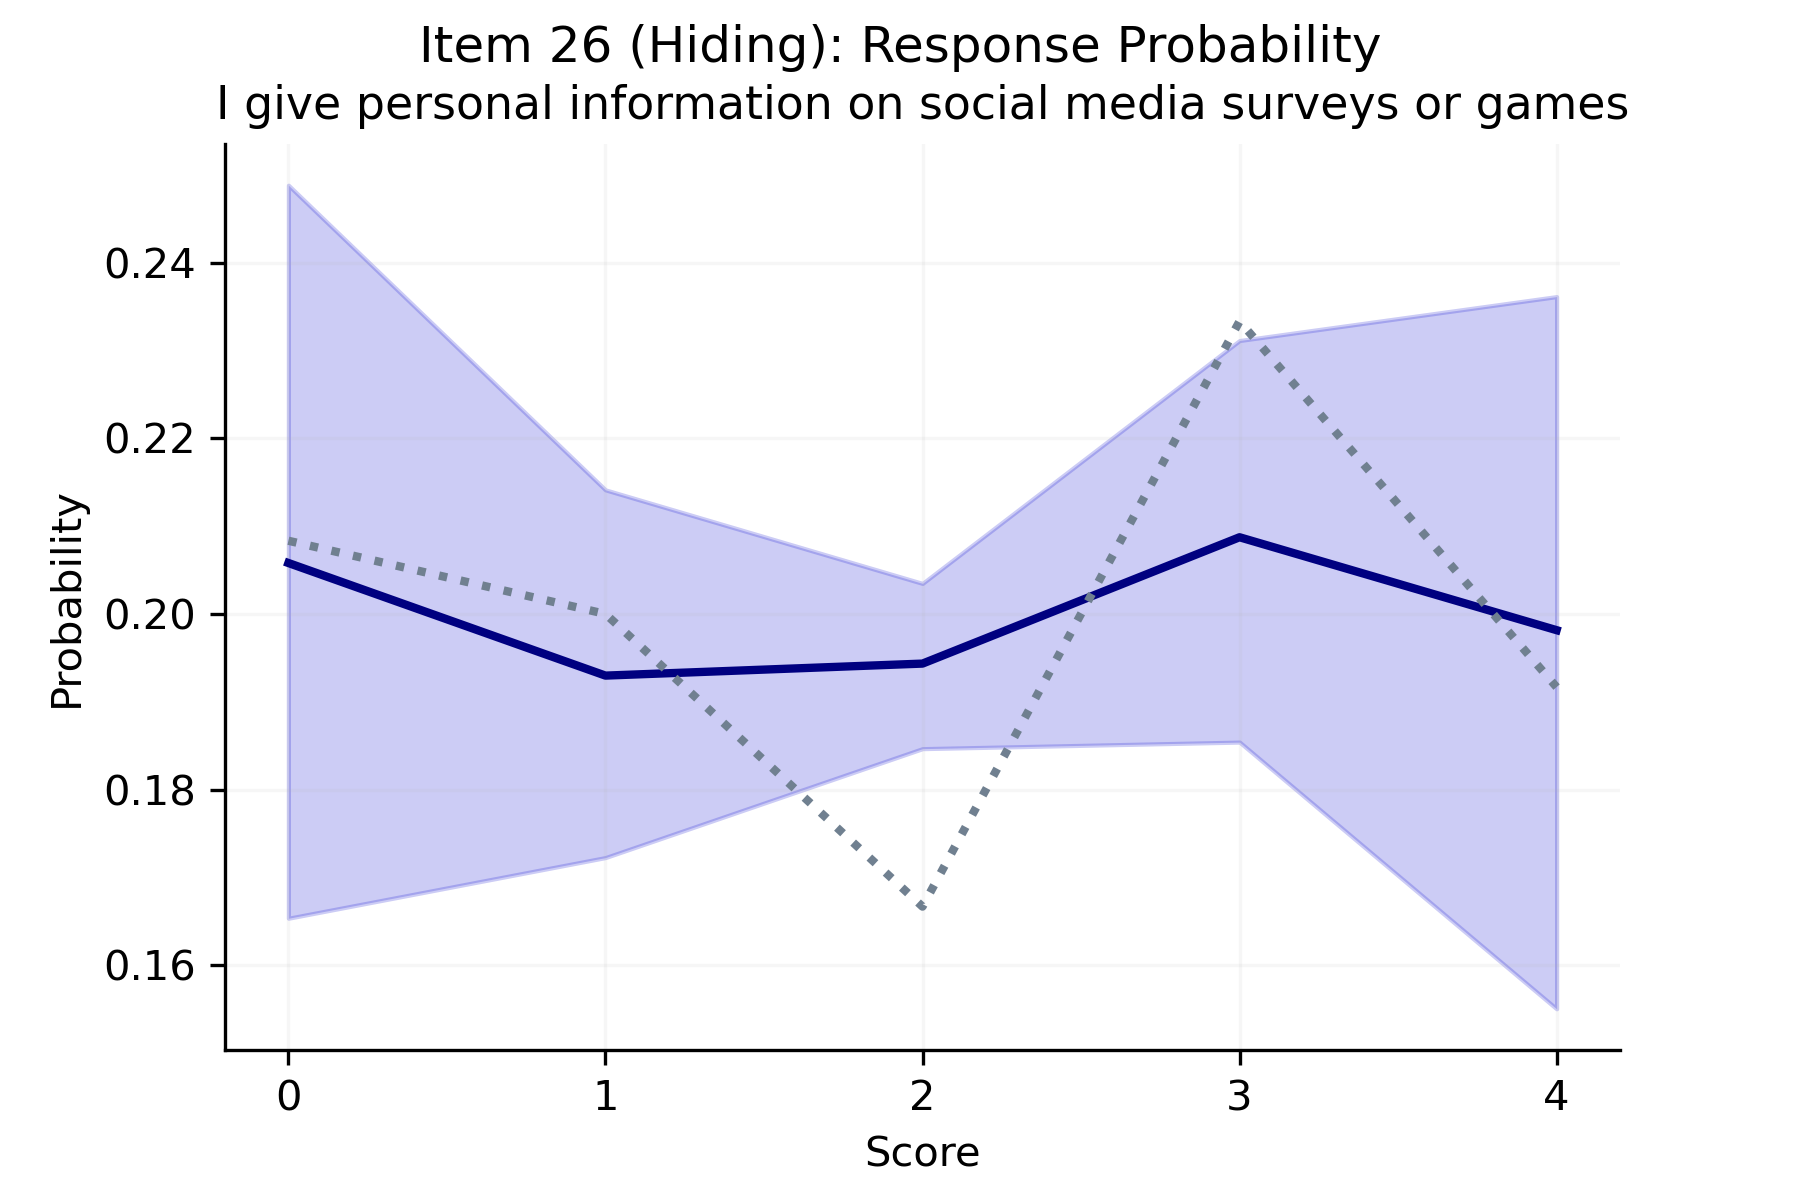 Item 26 (Hiding): Response Probability
I give personal information on social media surveys or games
Probability
0.24
0.22
0.20
0.18
0.16
0 1 2 3 4
Score